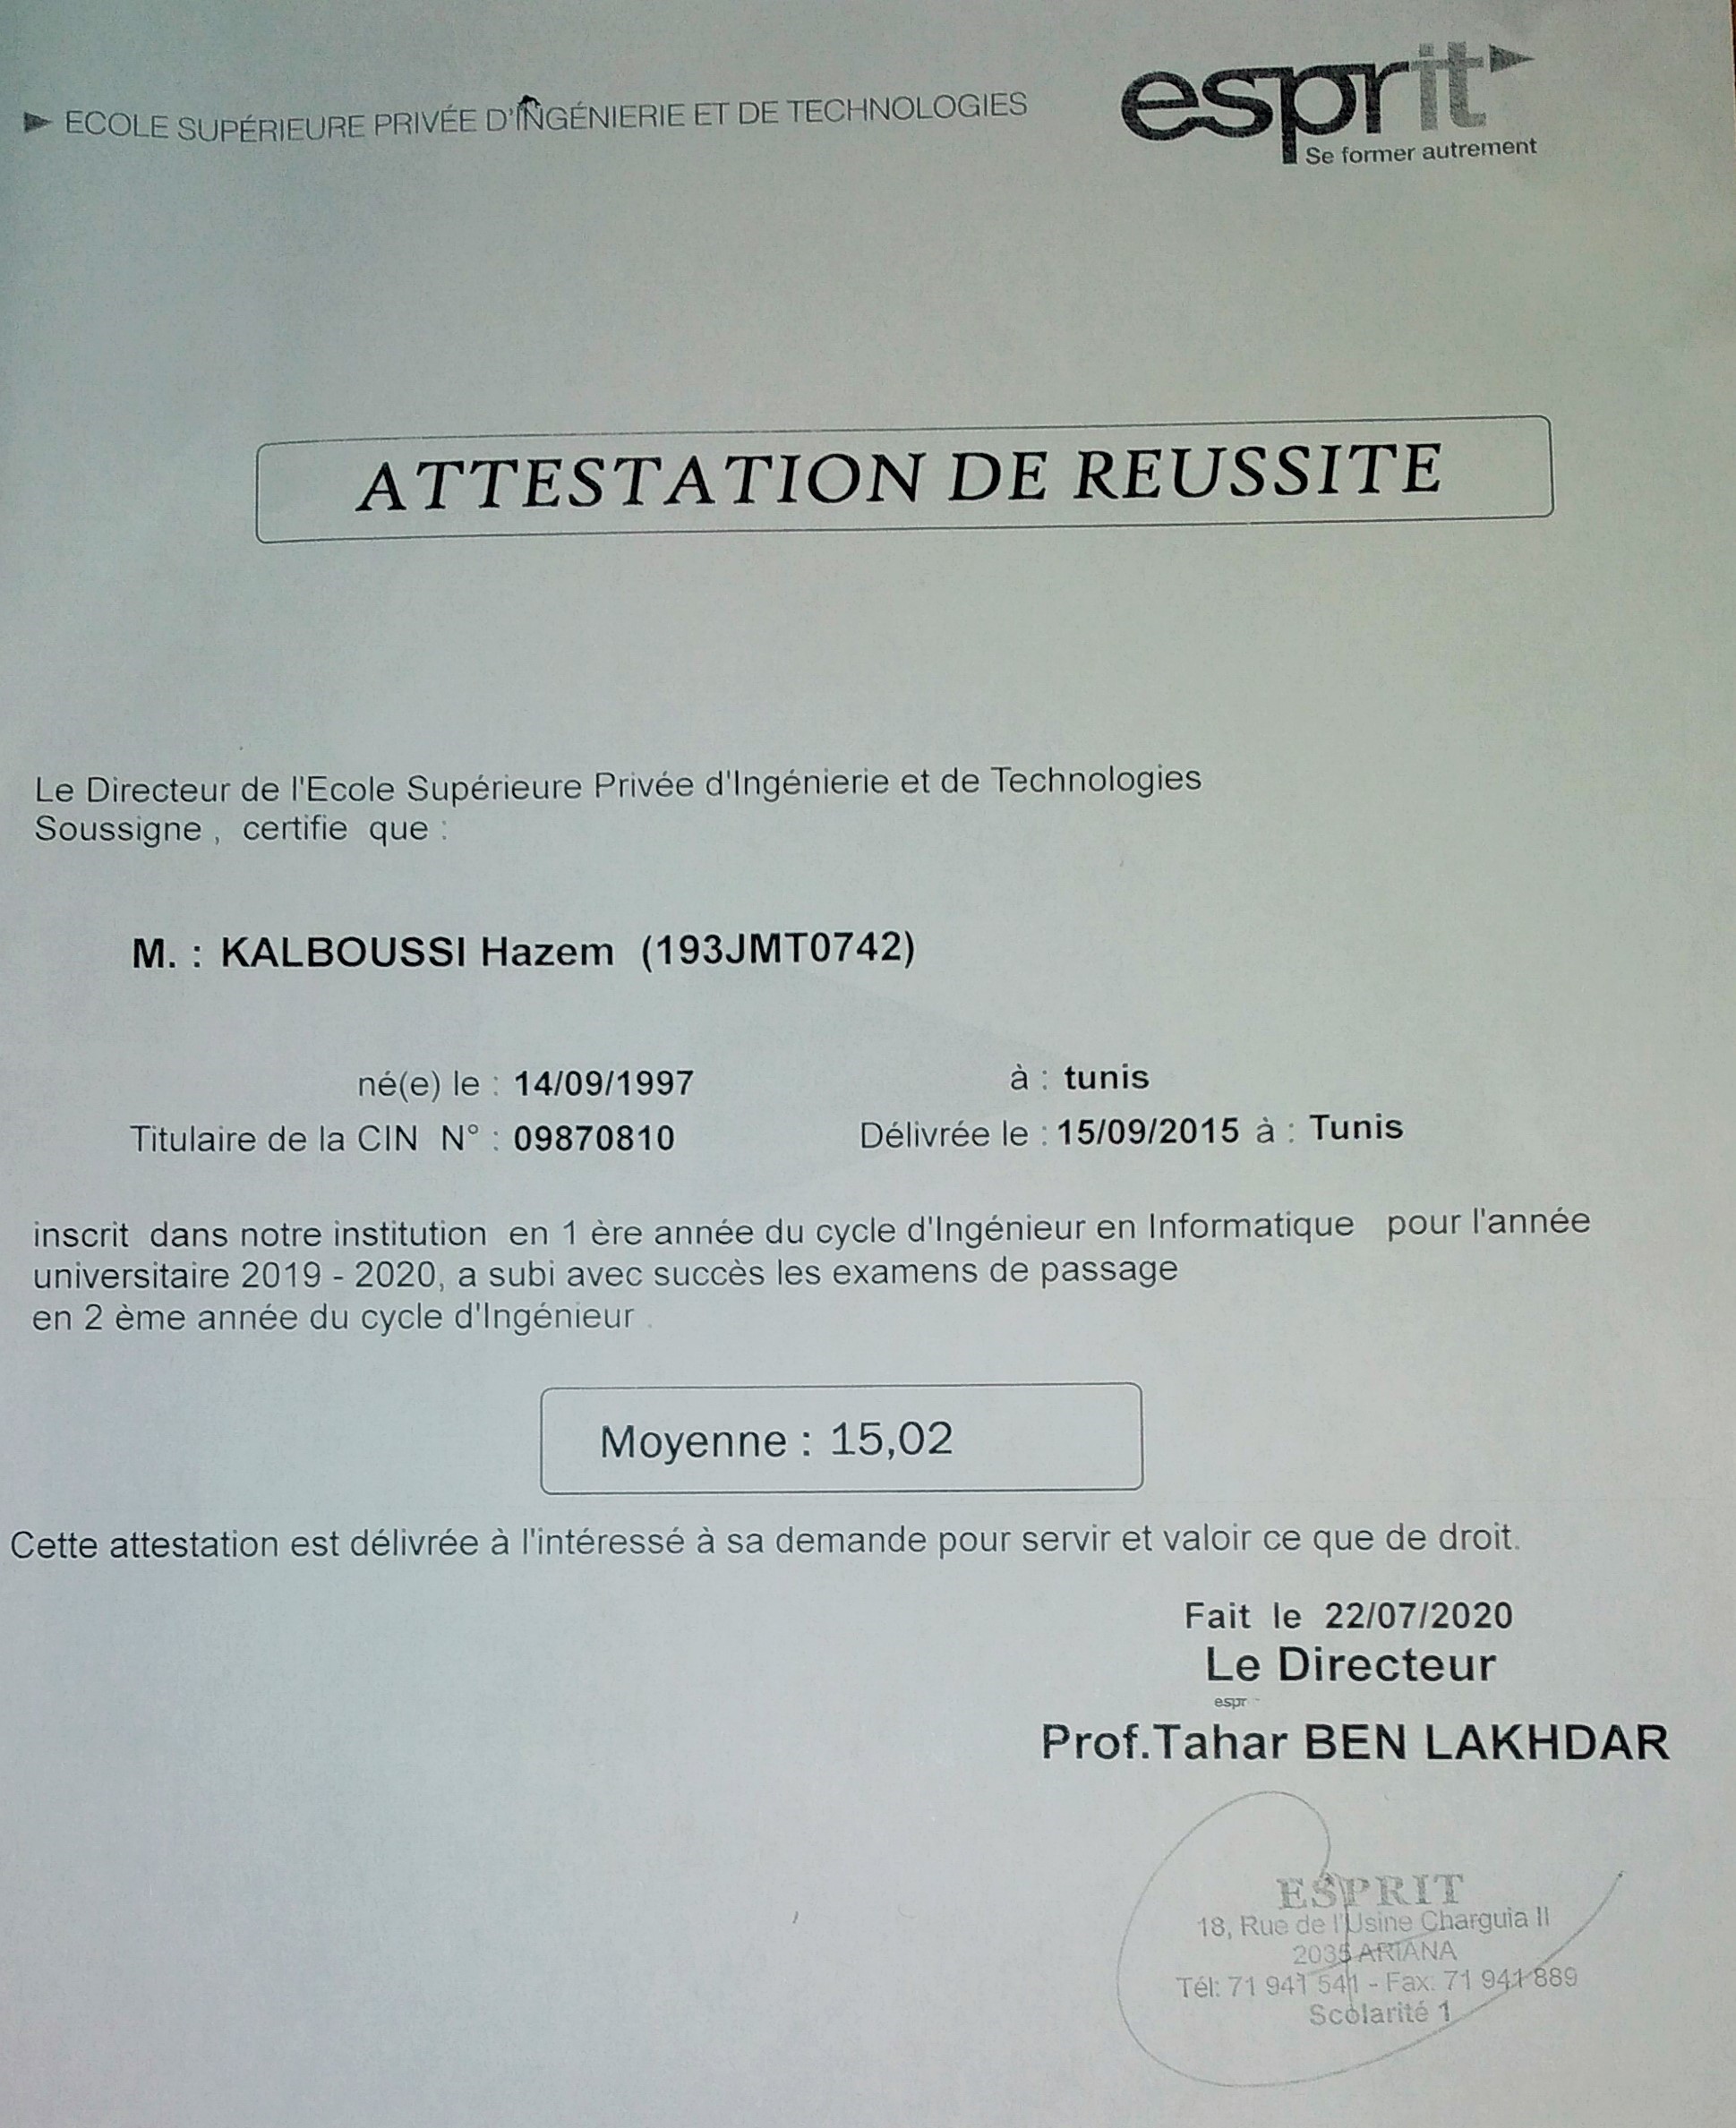 ECOLE SUPÉRIEURE PRIVÉE D'INGÉNIERIE ET DE TECHNOLOGIES
esprit
Se former autrement
ATTESTATION DE REUSSITE
Le Directeur de l'Ecole Supérieure Privée d'Ingénierie et de Technologies
Soussigne , certifie que :
M. : KALBOUSSI Hazem (193JMT0742)
né(e) le : 14/09/1997 à : tunis
Titulaire de la CIN N° : 09870810 Délivrée le : 15/09/2015 à : Tunis
inscrit dans notre institution en 1 ère année du cycle d'Ingénieur en Informatique pour l'année
universitaire 2019 - 2020, a subi avec succès les examens de passage
en 2 ème année du cycle d'Ingénieur .
Moyenne : 15,02
Cette attestation est délivrée à l'intéressé à sa demande pour servir et valoir ce que de droit.
Fait le 22/07/2020
Le Directeur
espr
Prof.Tahar BEN LAKHDAR
ESPRIT
18, Rue de l'Usine Charguia II
2035 ARIANA
Tél: 71 941 541 - Fax: 71 941 889
Scolarité 1